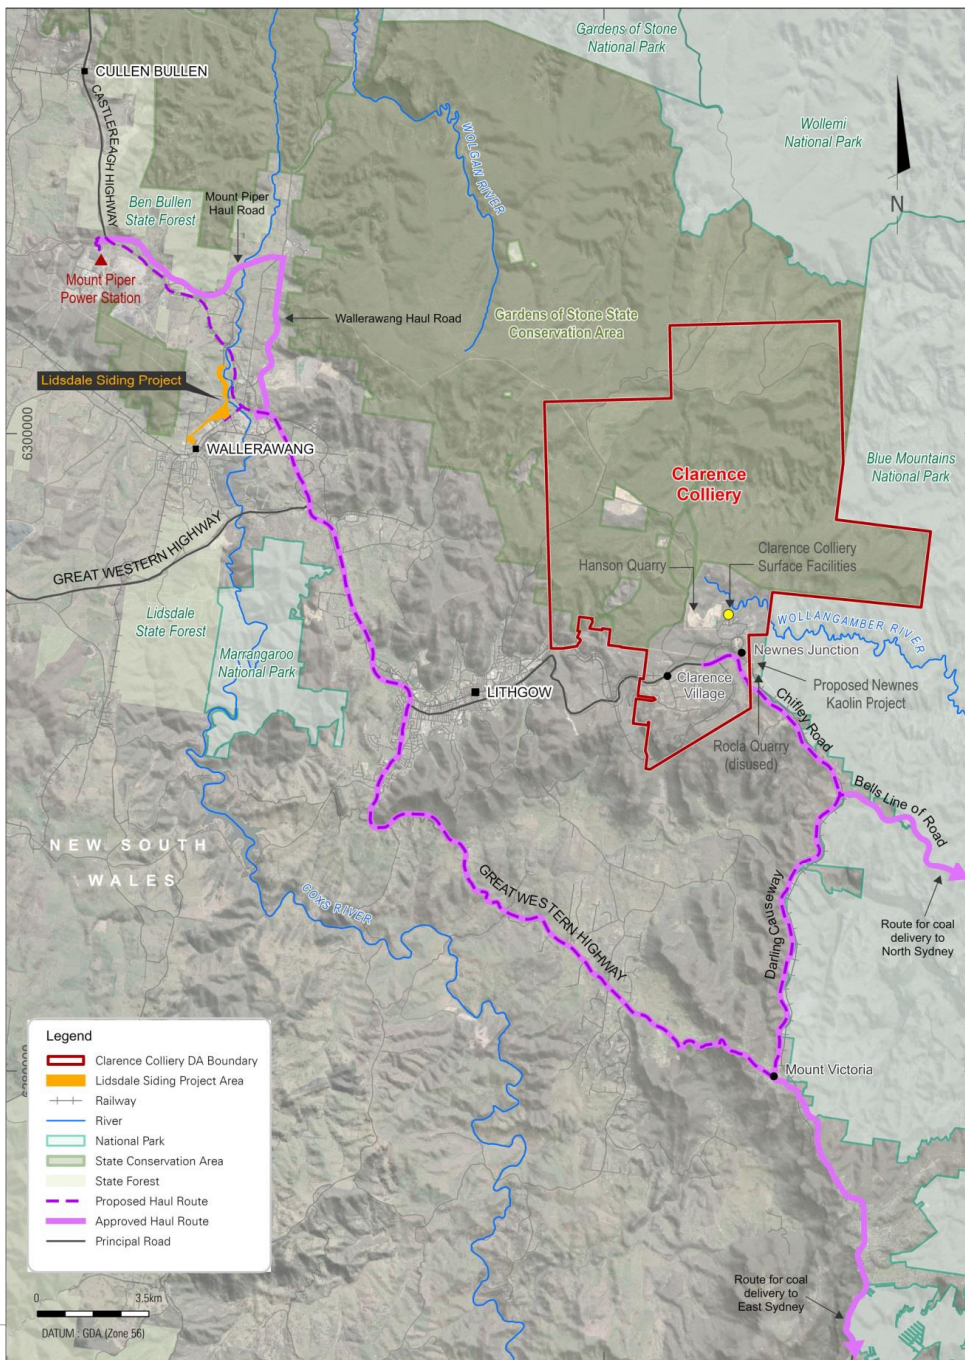 Gardens of Stone
National Park
CULLEN BULLEN
CASTLEREAGH HIGHWAY
WOLGAN RIVER
Wollemi
National Park
Ben Bullen
State Forest
Mount Piper
Haul Road
N
Mount Piper
Power Station
Wallerawang Haul Road
Gardens of Stone State
Conservation Area
Lidsdale Siding Project
6300000
WALLERAWANG
Clarence
Colliery
Blue Mountains
National Park
GREAT WESTERN HIGHWAY
Hanson Quarry
Clarence Colliery
Surface Facilities
Lidsdale
State Forest
WOLLANGAMBER RIVER
Marrangaroo
National Park
Newnes Junction
LITHGOW
Clarence
Village
Proposed Newnes
Kaolin Project
Chifley Road
Rocla Quarry
(disused)
Bells Line of Road
NEW SOUTH
WALES
COXS RIVER
GREAT WESTERN HIGHWAY
Darling Causeway
Route for coal
delivery to
North Sydney
Mount Victoria
Legend
Clarence Colliery DA Boundary
Lidsdale Siding Project Area
Railway
River
National Park
State Conservation Area
State Forest
Proposed Haul Route
Approved Haul Route
Principal Road
Route for coal
delivery to
East Sydney
0 3.5km
DATUM : GDA (Zone 56)